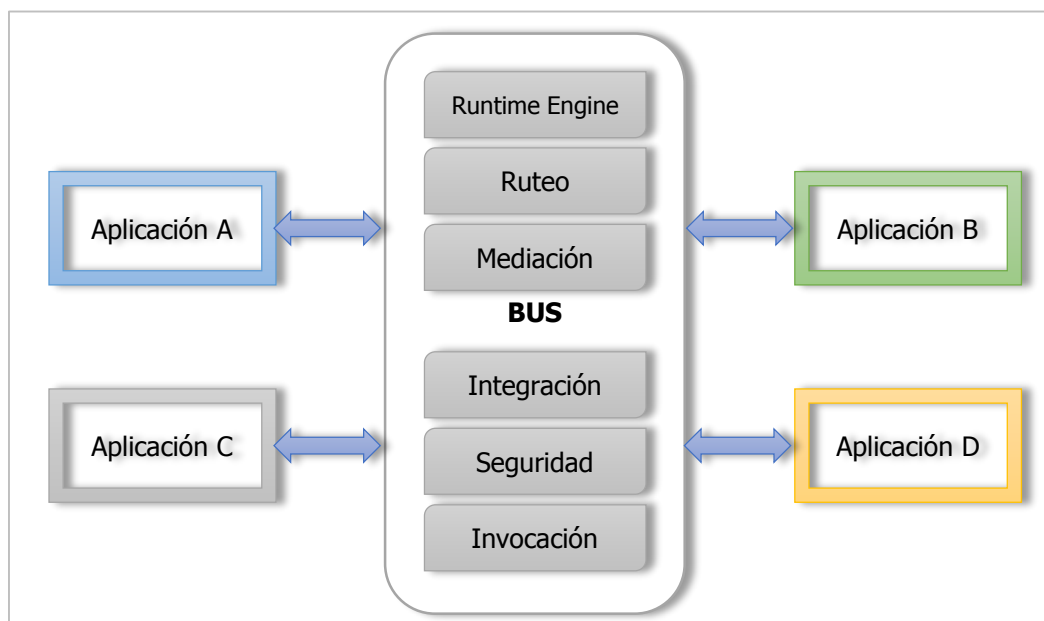 Runtime Engine
Ruteo
Aplicación A
Aplicación B
Mediación
BUS
Integración
Aplicación C
Aplicación D
Seguridad
Invocación